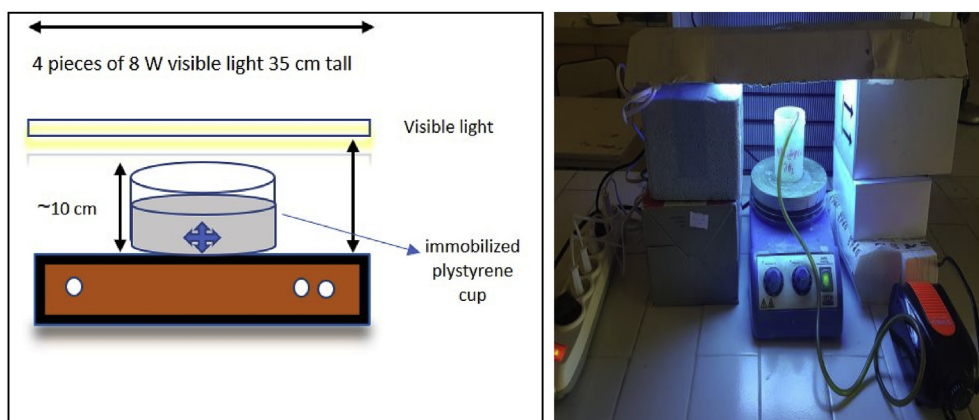 4 pieces of 8 W visible light 35 cm tall
Visible light
~10 cm
immobilized
plystyrene
cup